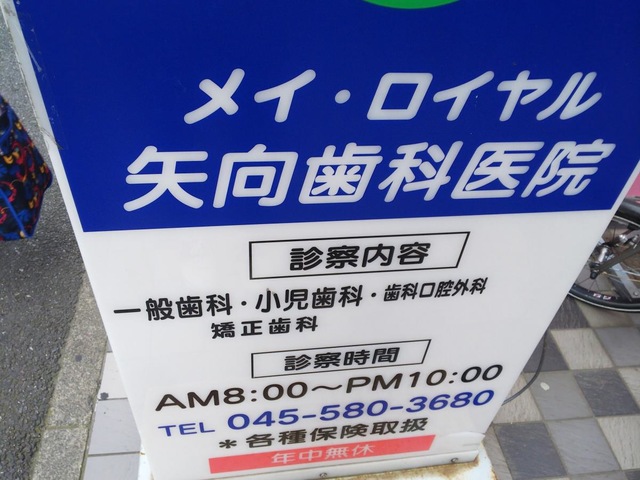 メイ・ロイヤル
矢向歯科医院
診察内容
一般歯科・小児歯科・歯科口腔外科
矯正歯科
診察時間
AM8:00～PM10:00
TEL 045-580-3680
＊各種保険取扱
年中無休